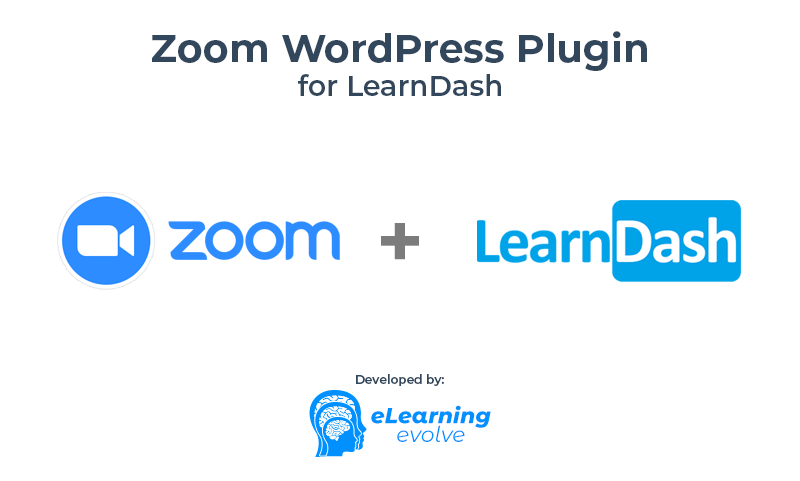 Zoom WordPress Plugin
for LearnDash
zoom + LearnDash
Developed by:
eLearning
evolve